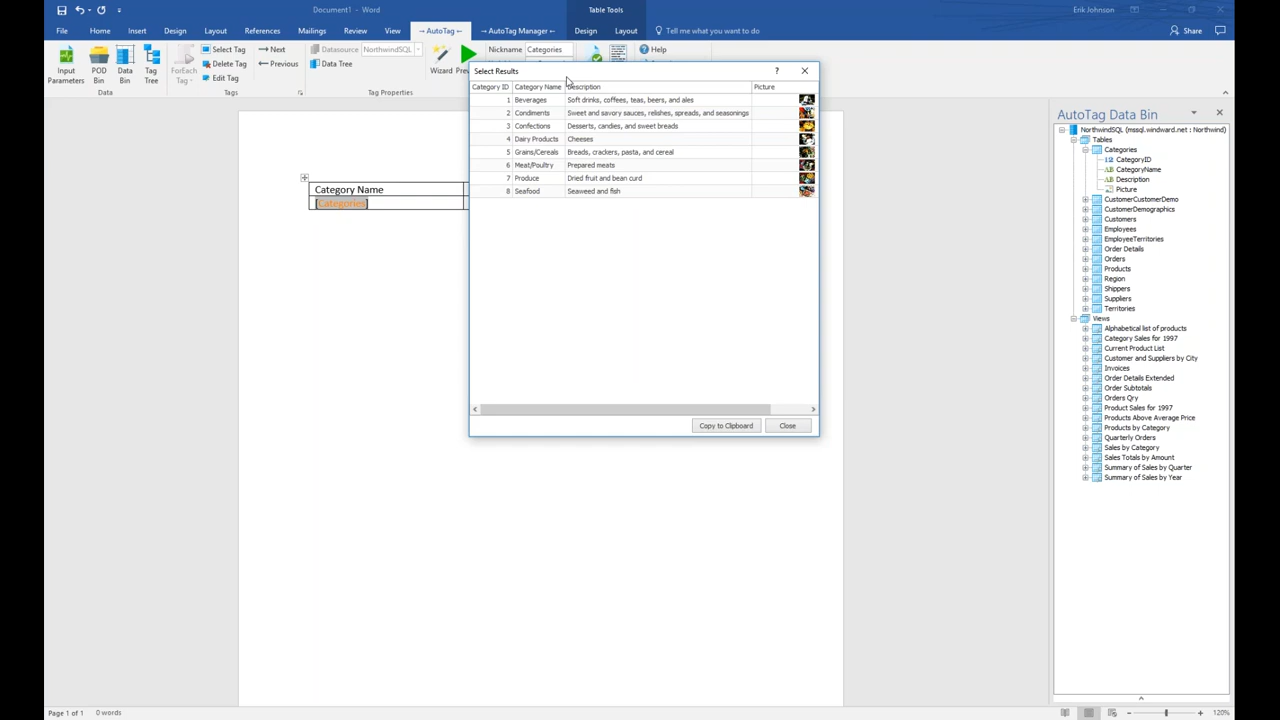 Document1 - Word
Table Tools
Erik Johnson
File Home Insert Design Layout References Mailings Review View → AutoTag ← → AutoTag Manager ← Design Layout Tell me what you want to do Share
Input Parameters
POD Bin
Data Bin
Tag Tree
Data
ForEach Tag
Select Tag
Delete Tag
Edit Tag
Next
Previous
Tags
Datasource NorthwindSQL
Data Tree
Tag Properties
Wizard
Nickname Categories
Help
Select Results
Category ID Category Name Description Picture
1 Beverages Soft drinks, coffees, teas, beers, and ales
2 Condiments Sweet and savory sauces, relishes, spreads, and seasonings
3 Confections Desserts, candies, and sweet breads
4 Dairy Products Cheeses
5 Grains/Cereals Breads, crackers, pasta, and cereal
6 Meat/Poultry Prepared meats
7 Produce Dried fruit and bean curd
8 Seafood Seaweed and fish
Copy to Clipboard Close
Category Name
[Categories]
AutoTag Data Bin
NorthwindSQL (mssql.windward.net : Northwind)
Tables
Categories
CategoryID
CategoryName
Description
Picture
CustomerCustomerDemo
CustomerDemographics
Customers
Employees
EmployeeTerritories
Order Details
Orders
Products
Region
Shippers
Suppliers
Territories
Views
Alphabetical list of products
Category Sales for 1997
Current Product List
Customer and Suppliers by City
Invoices
Order Details Extended
Order Subtotals
Orders Qry
Product Sales for 1997
Products Above Average Price
Products by Category
Quarterly Orders
Sales by Category
Sales Totals by Amount
Summary of Sales by Quarter
Summary of Sales by Year
Page 1 of 1 0 words
120%